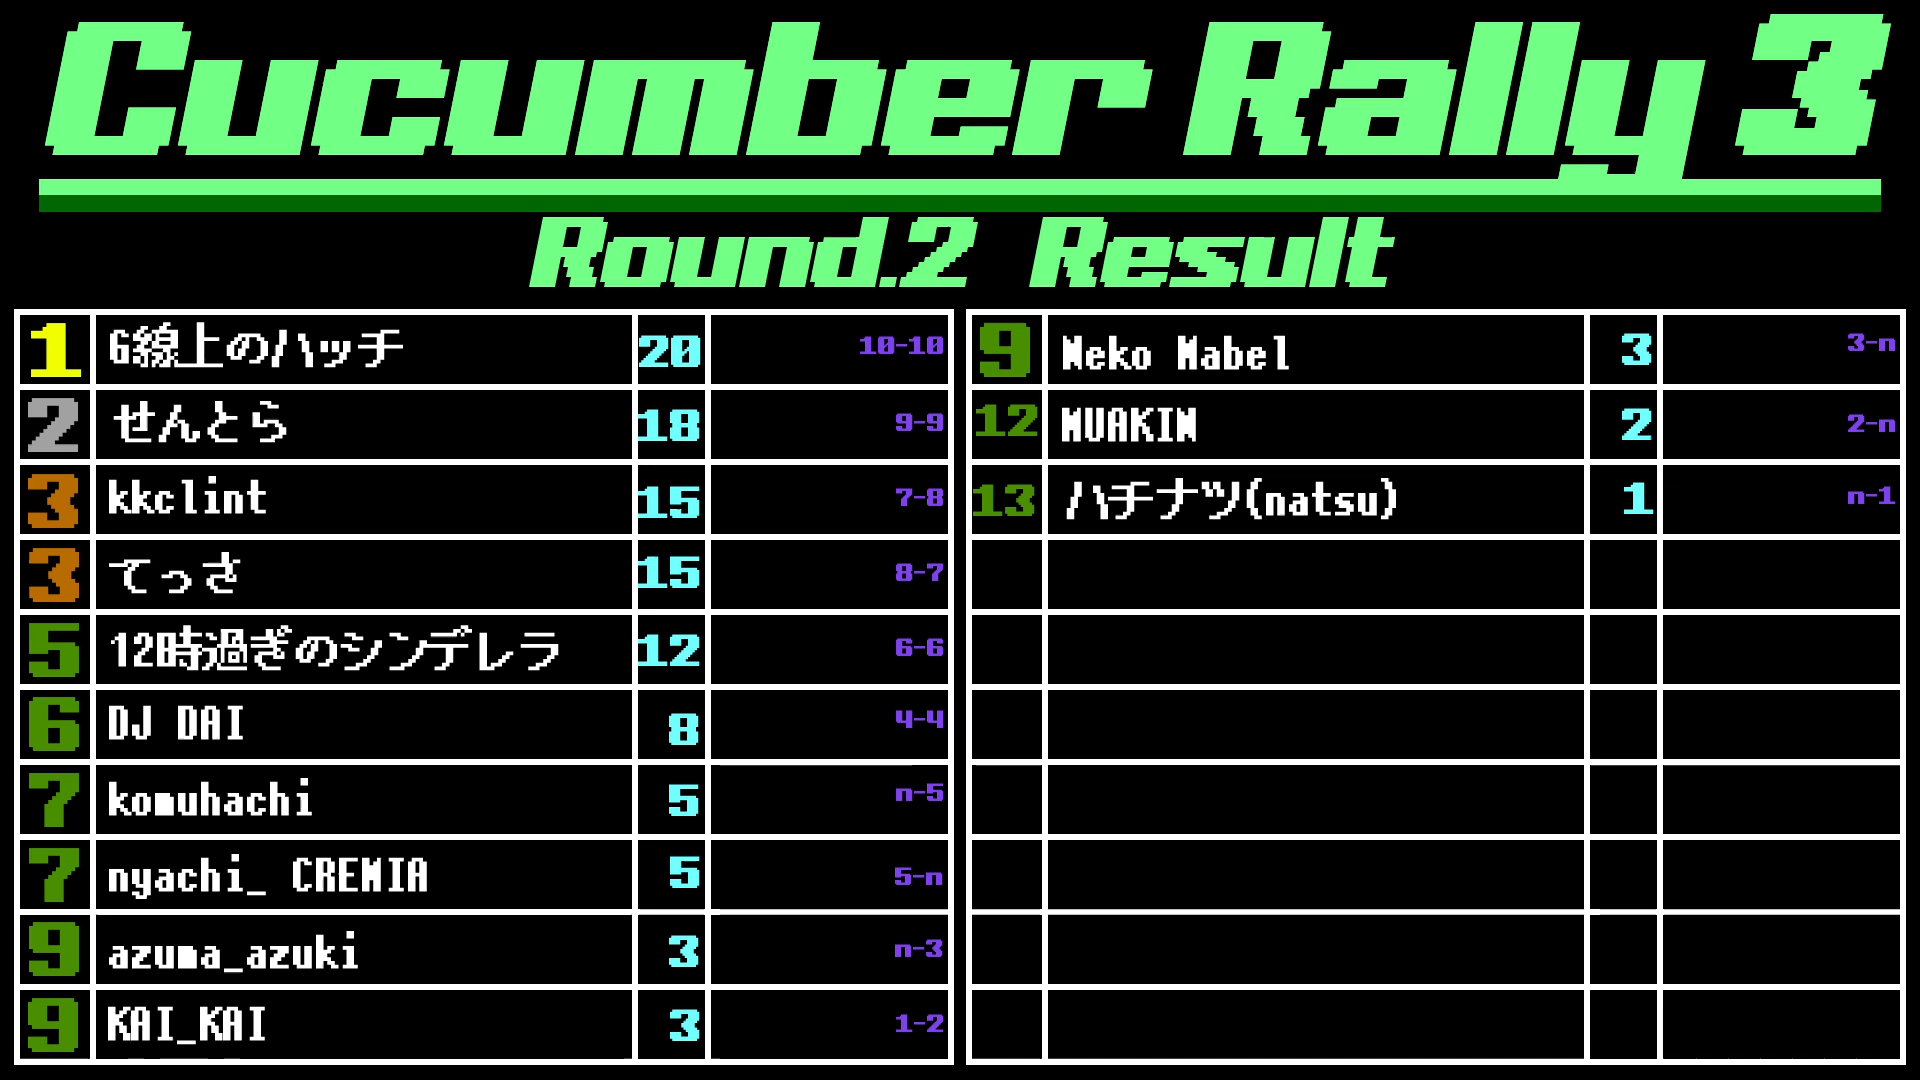 Cucumber Rally 3
Round.2 Result
1 6線上のハッチ 20 10-10
2 せんとら 18 9-9
3 kkclint 15 7-8
3 てっさ 15 8-7
5 12時過ぎのシンデレラ 12 6-6
6 DJ DAI 8 4-4
7 komuhachi 5 n-5
7 nyachi_ CREMIA 5 5-n
9 azuma_azuki 3 n-3
9 KAI_KAI 3 1-2
9 Neko Mabel 3 3-n
12 MUAKIN 2 2-n
13 ハチナツ(natsu) 1 n-1